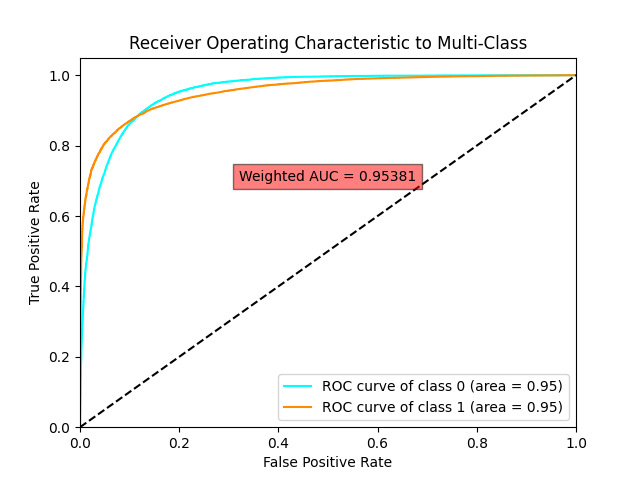 Receiver Operating Characteristic to Multi-Class
1.0
0.8
0.6
0.4
0.2
0.0
True Positive Rate
Weighted AUC = 0.95381
ROC curve of class 0 (area = 0.95)
ROC curve of class 1 (area = 0.95)
0.0 0.2 0.4 0.6 0.8 1.0
False Positive Rate